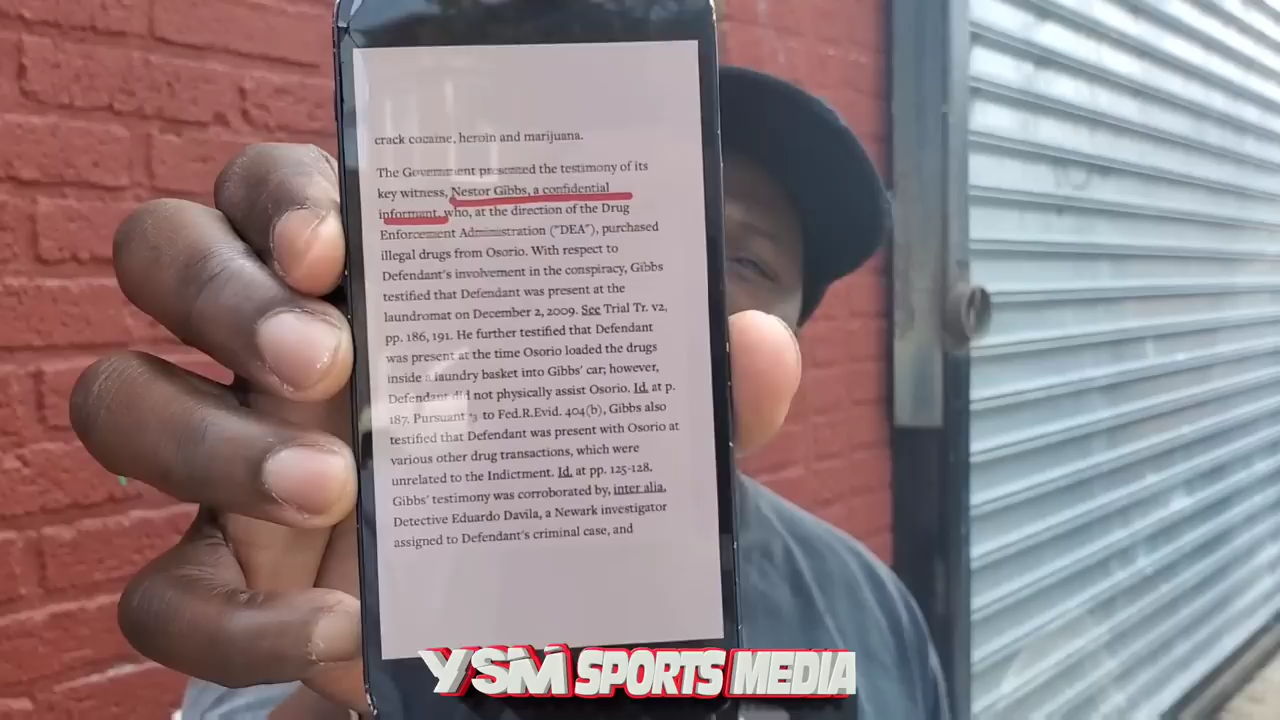 crack cocaine, heroin and marijuana.
The Government presented the testimony of its
key witness, Nestor Gibbs, a confidential
informant, who, at the direction of the Drug
Enforcement Administration ("DEA"), purchased
illegal drugs from Osorio. With respect to
Defendant's involvement in the conspiracy, Gibbs
testified that Defendant was present at the
laundromat on December 2, 2009. See Trial Tr. v2,
pp. 186, 191. He further testified that Defendant
was present at the time Osorio loaded the drugs
inside a laundry basket into Gibbs' car; however,
Defendant did not physically assist Osorio. Id. at p.
187. Pursuant to Fed.R.Evid. 404(b), Gibbs also
testified that Defendant was present with Osorio at
various other drug transactions, which were
unrelated to the Indictment. Id. at pp. 125-128.
Gibbs' testimony was corroborated by, inter alia,
Detective Eduardo Davila, a Newark investigator
assigned to Defendant's criminal case, and
YSM SPORTS MEDIA